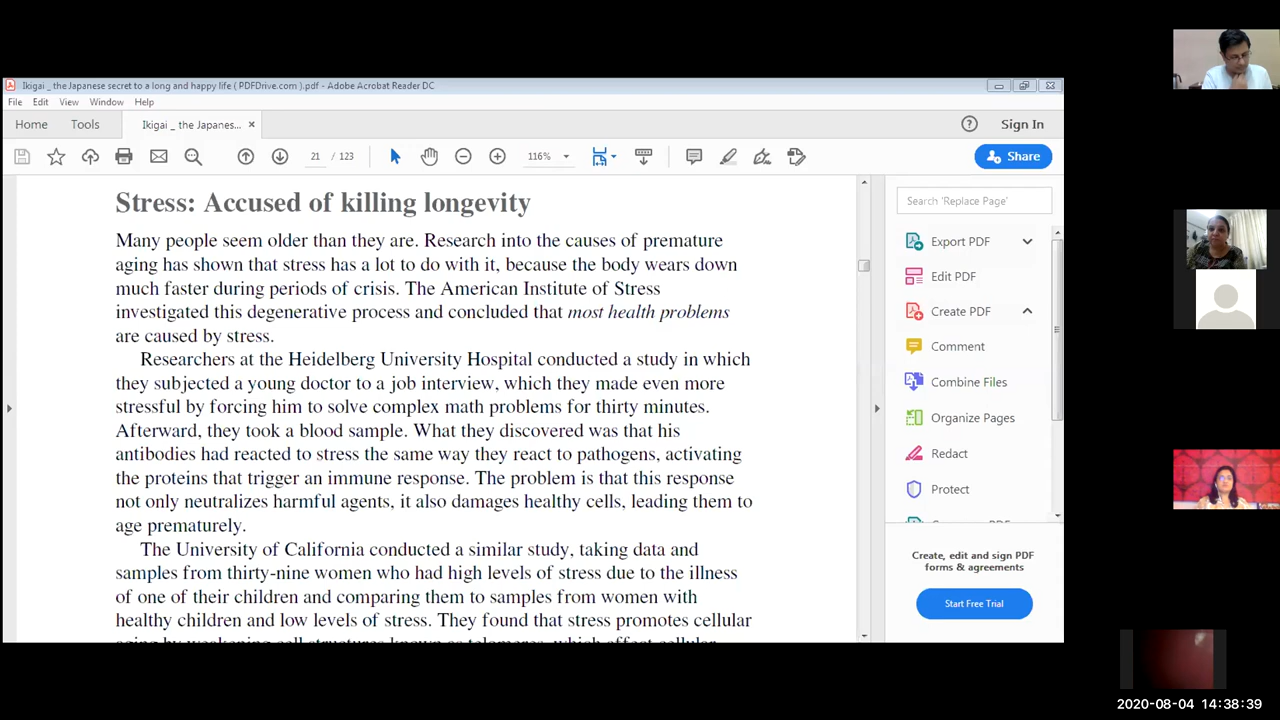 Ikigai _ the Japanese secret to a long and happy life ( PDFDrive.com ).pdf - Adobe Acrobat Reader DC
File Edit View Window Help
Home Tools Ikigai _ the Japanes... × Sign In
21 / 123 116% Share
Stress: Accused of killing longevity
Many people seem older than they are. Research into the causes of premature
aging has shown that stress has a lot to do with it, because the body wears down
much faster during periods of crisis. The American Institute of Stress
investigated this degenerative process and concluded that most health problems
are caused by stress.
Researchers at the Heidelberg University Hospital conducted a study in which
they subjected a young doctor to a job interview, which they made even more
stressful by forcing him to solve complex math problems for thirty minutes.
Afterward, they took a blood sample. What they discovered was that his
antibodies had reacted to stress the same way they react to pathogens, activating
the proteins that trigger an immune response. The problem is that this response
not only neutralizes harmful agents, it also damages healthy cells, leading them to
age prematurely.
The University of California conducted a similar study, taking data and
samples from thirty-nine women who had high levels of stress due to the illness
of one of their children and comparing them to samples from women with
healthy children and low levels of stress. They found that stress promotes cellular
aging by weakening cell structures known as telomeres, which affect cellular
Search 'Replace Page'
Export PDF
Edit PDF
Create PDF
Comment
Combine Files
Organize Pages
Redact
Protect
Create, edit and sign PDF
forms & agreements
Start Free Trial
2020-08-04 14:38:39